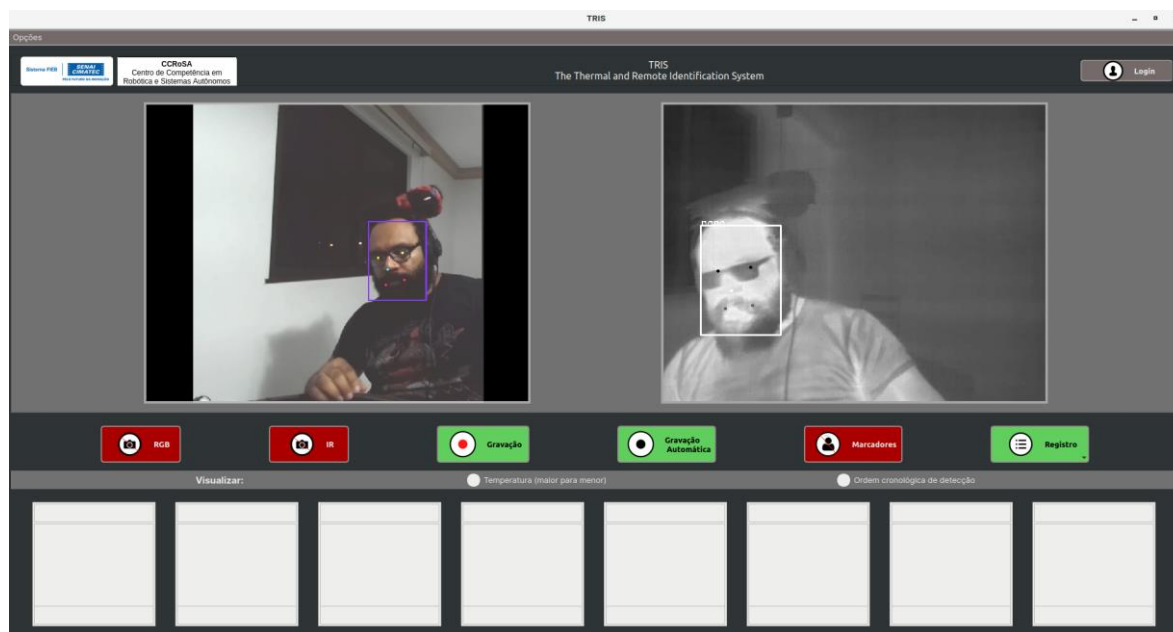 TRIS
Opções
Sistema FIEB
SENAI
CIMATEC
CCRoSA
Centro de Competência em
Robótica e Sistemas Autônomos
TRIS
The Thermal and Remote Identification System
Login
RGB
IR
Gravação
Gravação
Automática
Marcadores
Registro
Visualizar:
Temperatura (maior para menor)
Ordem cronológica de detecção